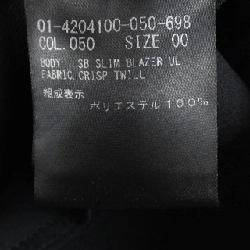 01-4204100-050-698
COL.050 SIZE 00
BODY SB SLIM BLAZER UL
FABRIC CRISP TWILL
組成表示
ポリエステル100%